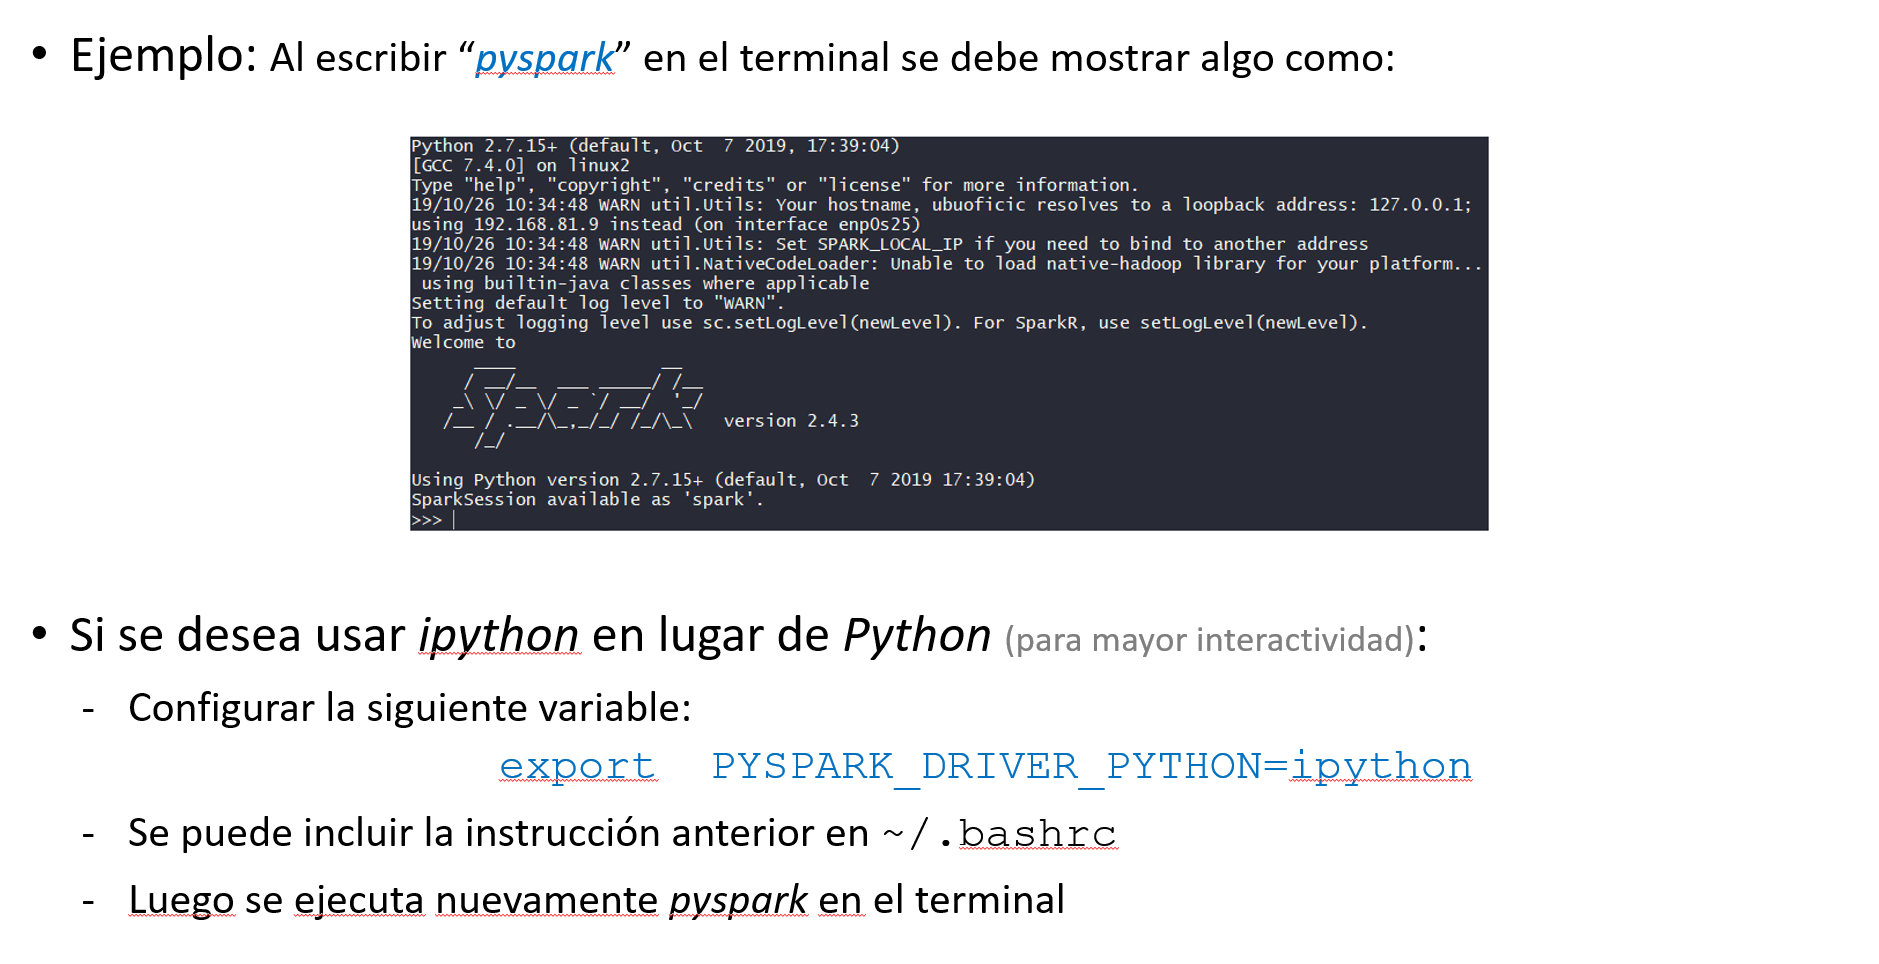 • Ejemplo: Al escribir “pyspark” en el terminal se debe mostrar algo como:
Python 2.7.15+ (default, Oct  7 2019, 17:39:04)
[GCC 7.4.0] on linux2
Type "help", "copyright", "credits" or "license" for more information.
19/10/26 10:34:48 WARN util.Utils: Your hostname, ubuoficic resolves to a loopback address: 127.0.0.1;
using 192.168.81.9 instead (on interface enp0s25)
19/10/26 10:34:48 WARN util.Utils: Set SPARK_LOCAL_IP if you need to bind to another address
19/10/26 10:34:48 WARN util.NativeCodeLoader: Unable to load native-hadoop library for your platform...
 using builtin-java classes where applicable
Setting default log level to "WARN".
To adjust logging level use sc.setLogLevel(newLevel). For SparkR, use setLogLevel(newLevel).
Welcome to
      ____              __
     / __/__  ___ _____/ /__
    _\ \/ _ \/ _ `/ __/  '_/
   /__ / .__/\_,_/_/ /_/\_\   version 2.4.3
      /_/
Using Python version 2.7.15+ (default, Oct  7 2019 17:39:04)
SparkSession available as 'spark'.
>>>
• Si se desea usar ipython en lugar de Python (para mayor interactividad):
- Configurar la siguiente variable:
export  PYSPARK_DRIVER_PYTHON=ipython
- Se puede incluir la instrucción anterior en ~/.bashrc
- Luego se ejecuta nuevamente pyspark en el terminal